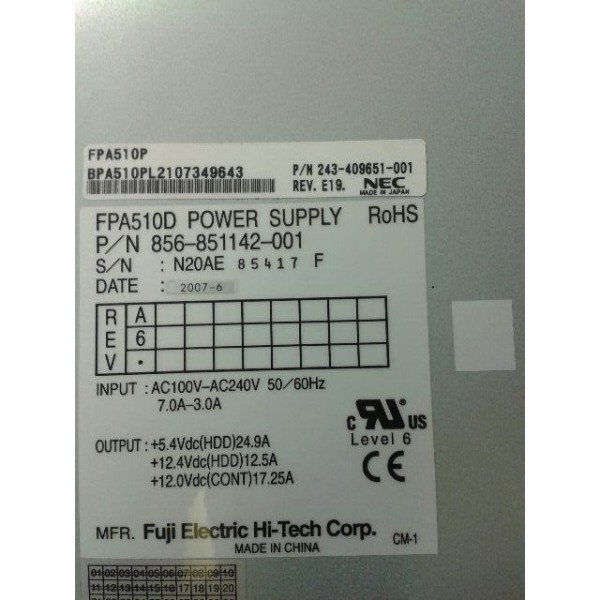 FPA510P
BPA510PL2107349643
P/N 243-409651-001
REV. E19. NEC
MADE IN JAPAN
FPA510D POWER SUPPLY RoHS
P/N 856-851142-001
S/N : N20AE 85417 F
DATE : 2007-6
R A
E 6
V •
INPUT : AC100V-AC240V 50/60Hz
7.0A-3.0A
OUTPUT : +5.4Vdc(HDD)24.9A
+12.4Vdc(HDD)12.5A
+12.0Vdc(CONT)17.25A
c RU us
Level 6
CE
MFR. Fuji Electric Hi-Tech Corp.
MADE IN CHINA
CM-1
01 02 03 04 05 06 07 08 09 10
11 12 13 14 15 16 17 18 19 20